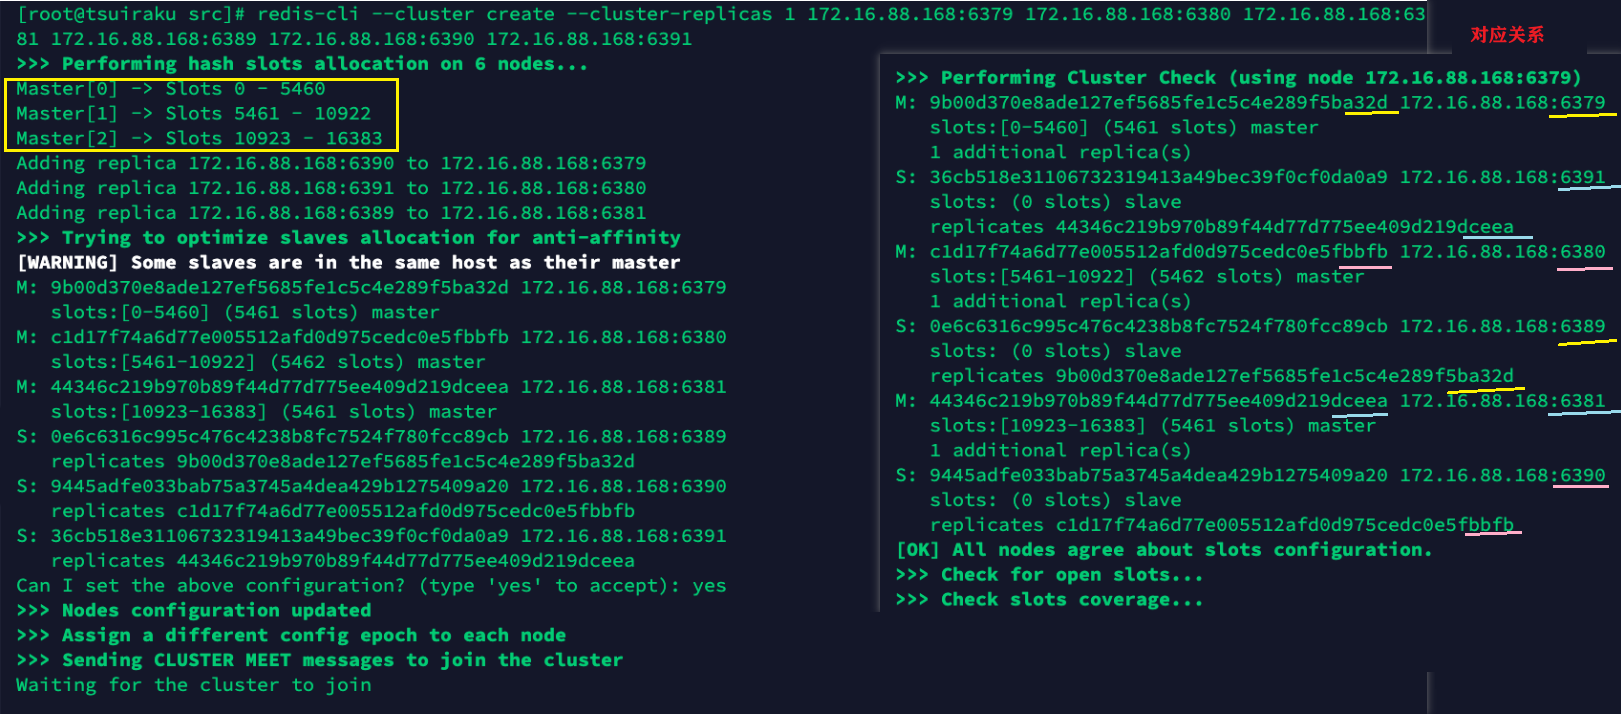 [root@tsuiraku src]# redis-cli --cluster create --cluster-replicas 1 172.16.88.168:6379 172.16.88.168:6380 172.16.88.168:63
81 172.16.88.168:6389 172.16.88.168:6390 172.16.88.168:6391
>>> Performing hash slots allocation on 6 nodes...
Master[0] -> Slots 0 - 5460
Master[1] -> Slots 5461 - 10922
Master[2] -> Slots 10923 - 16383
Adding replica 172.16.88.168:6390 to 172.16.88.168:6379
Adding replica 172.16.88.168:6391 to 172.16.88.168:6380
Adding replica 172.16.88.168:6389 to 172.16.88.168:6381
>>> Trying to optimize slaves allocation for anti-affinity
[WARNING] Some slaves are in the same host as their master
M: 9b00d370e8ade127ef5685fe1c5c4e289f5ba32d 172.16.88.168:6379
slots:[0-5460] (5461 slots) master
M: c1d17f74a6d77e005512afd0d975cedc0e5fbbfb 172.16.88.168:6380
slots:[5461-10922] (5462 slots) master
M: 44346c219b970b89f44d77d775ee409d219dceea 172.16.88.168:6381
slots:[10923-16383] (5461 slots) master
S: 0e6c6316c995c476c4238b8fc7524f780fcc89cb 172.16.88.168:6389
replicates 9b00d370e8ade127ef5685fe1c5c4e289f5ba32d
S: 9445adfe033bab75a3745a4dea429b1275409a20 172.16.88.168:6390
replicates c1d17f74a6d77e005512afd0d975cedc0e5fbbfb
S: 36cb518e31106732319413a49bec39f0cf0da0a9 172.16.88.168:6391
replicates 44346c219b970b89f44d77d775ee409d219dceea
Can I set the above configuration? (type 'yes' to accept): yes
>>> Nodes configuration updated
>>> Assign a different config epoch to each node
>>> Sending CLUSTER MEET messages to join the cluster
Waiting for the cluster to join
对应关系
>>> Performing Cluster Check (using node 172.16.88.168:6379)
M: 9b00d370e8ade127ef5685fe1c5c4e289f5ba32d 172.16.88.168:6379
slots:[0-5460] (5461 slots) master
1 additional replica(s)
S: 36cb518e31106732319413a49bec39f0cf0da0a9 172.16.88.168:6391
slots: (0 slots) slave
replicates 44346c219b970b89f44d77d775ee409d219dceea
M: c1d17f74a6d77e005512afd0d975cedc0e5fbbfb 172.16.88.168:6380
slots:[5461-10922] (5462 slots) master
1 additional replica(s)
S: 0e6c6316c995c476c4238b8fc7524f780fcc89cb 172.16.88.168:6389
slots: (0 slots) slave
replicates 9b00d370e8ade127ef5685fe1c5c4e289f5ba32d
M: 44346c219b970b89f44d77d775ee409d219dceea 172.16.88.168:6381
slots:[10923-16383] (5461 slots) master
1 additional replica(s)
S: 9445adfe033bab75a3745a4dea429b1275409a20 172.16.88.168:6390
slots: (0 slots) slave
replicates c1d17f74a6d77e005512afd0d975cedc0e5fbbfb
[OK] All nodes agree about slots configuration.
>>> Check for open slots...
>>> Check slots coverage...